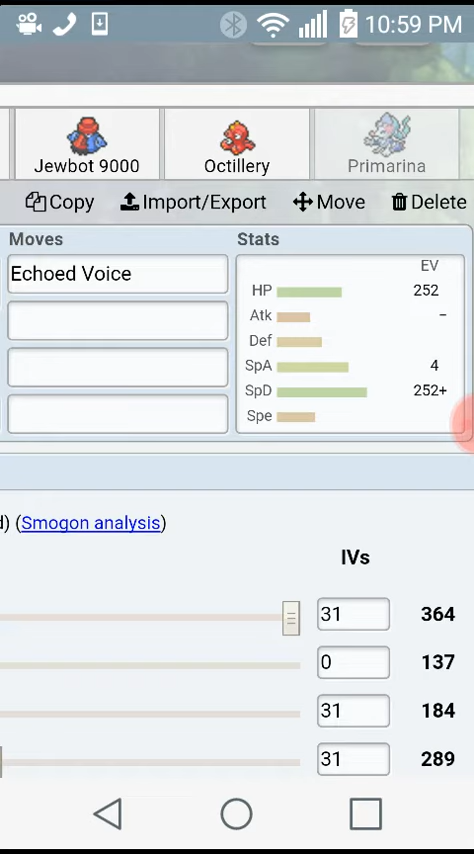 10:59 PM
Jewbot 9000 Octillery Primarina
Copy Import/Export Move Delete
Moves Stats
Echoed Voice
EV
HP 252
Atk –
Def
SpA 4
SpD 252+
Spe
d) (Smogon analysis)
IVs
31 364
0 137
31 184
31 289